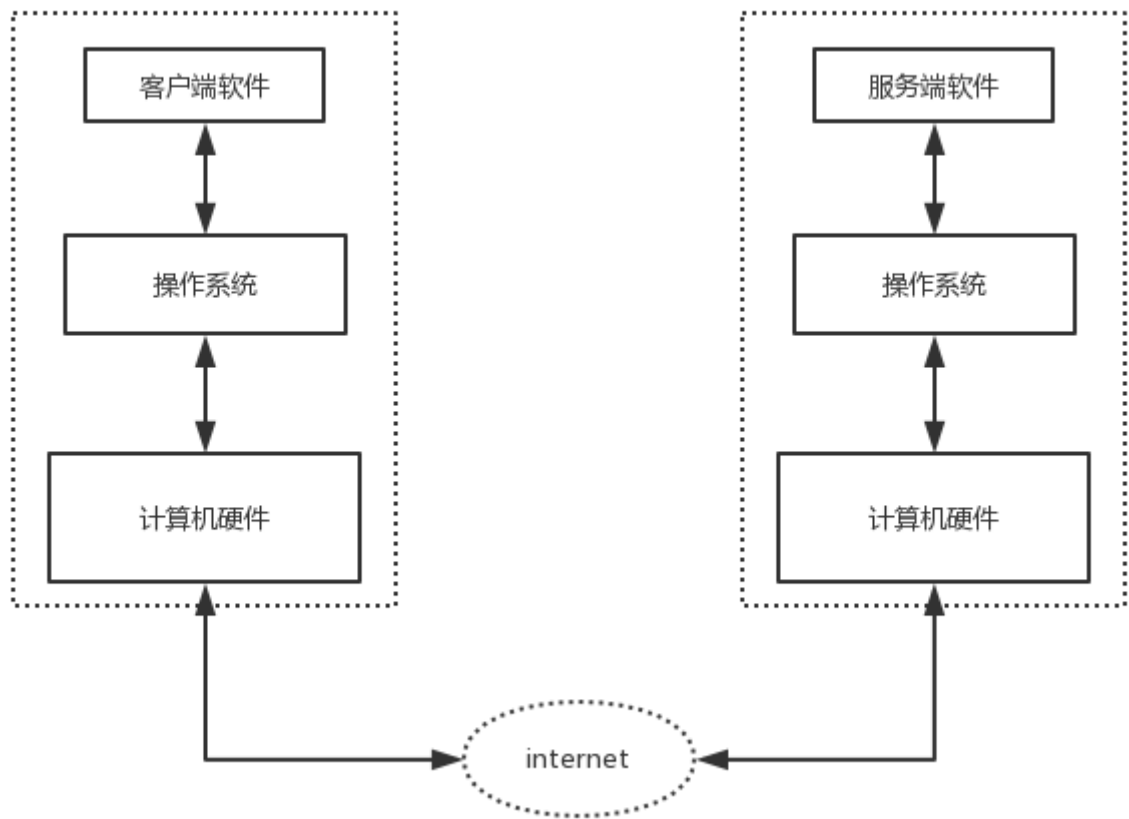 客户端软件
操作系统
计算机硬件
服务端软件
操作系统
计算机硬件
internet